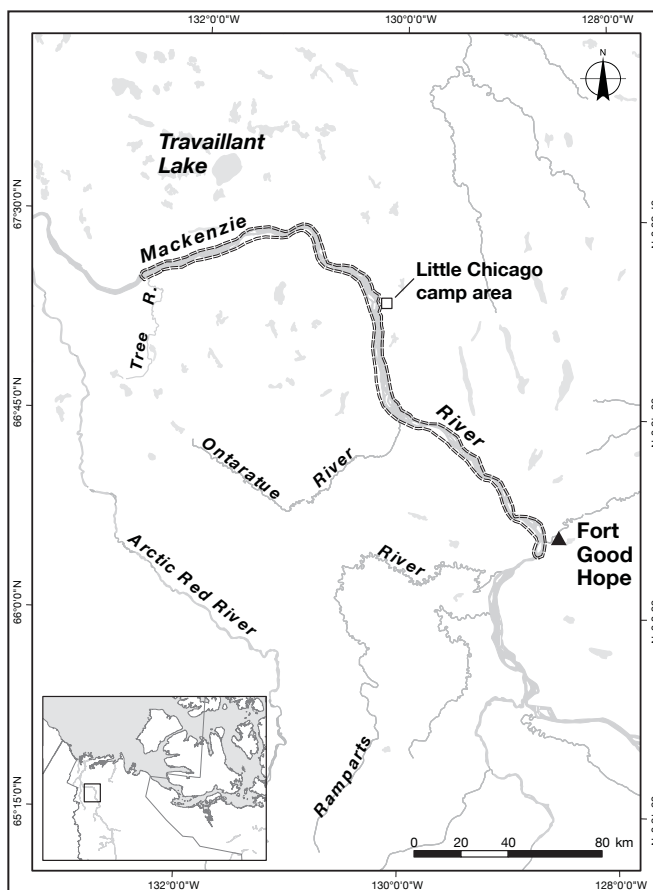 132°0'0"W
130°0'0"W
128°0'0"W
N
Travaillant
Lake
67°30'0"N
Mackenzie
Little Chicago
camp area
Tree R.
66°45'0"N
River
Ontaratue River
Fort
Good
Hope
River
Arctic Red River
66°0'0"N
Ramparts
65°15'0"N
0 20 40 80 km
132°0'0"W
130°0'0"W
128°0'0"W